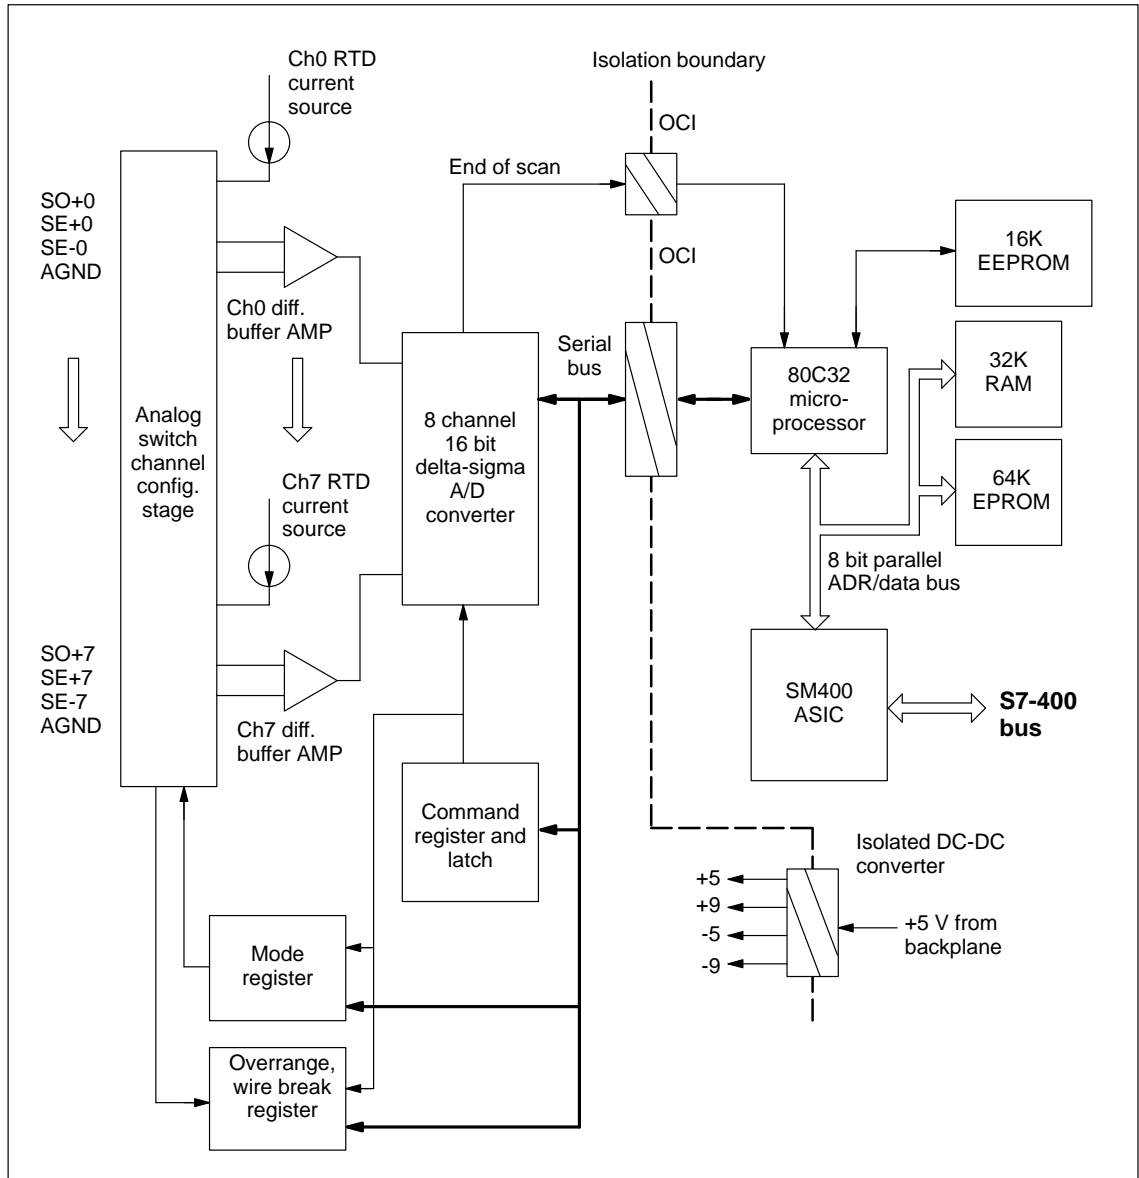 Ch0 RTD
current
source
Isolation boundary
OCI
End of scan
SO+0
SE+0
SE-0
AGND
16K
EEPROM
OCI
Ch0 diff.
buffer AMP
Serial
bus
32K
RAM
80C32
micro-
processor
Analog
switch
channel
config.
stage
8 channel
16 bit
delta-sigma
A/D
converter
Ch7 RTD
current
source
64K
EPROM
8 bit parallel
ADR/data bus
SO+7
SE+7
SE-7
AGND
Ch7 diff.
buffer AMP
SM400
ASIC
S7-400
bus
Command
register and
latch
Isolated DC-DC
converter
+5
+9
-5
-9
+5 V from
backplane
Mode
register
Overrange,
wire break
register